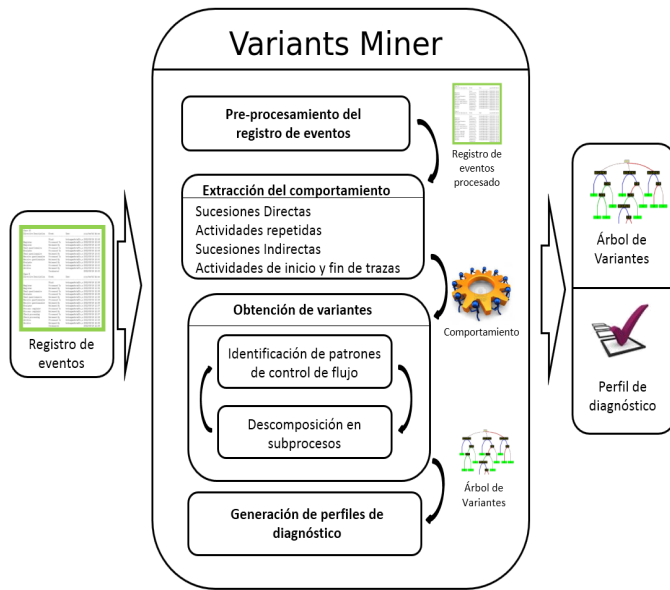 Variants Miner
Pre-procesamiento del
registro de eventos
Registro de
eventos
procesado
Extracción del comportamiento
Sucesiones Directas
Actividades repetidas
Sucesiones Indirectas
Actividades de inicio y fin de trazas
Comportamiento
Obtención de variantes
Identificación de patrones
de control de flujo
Descomposición en
subprocesos
Árbol de
Variantes
Generación de perfiles de
diagnóstico
Registro de
eventos
Árbol de
Variantes
Perfil de
diagnóstico